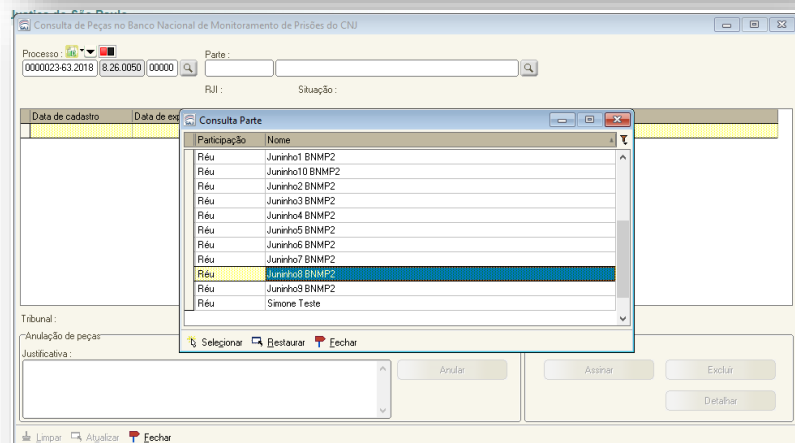 Justiça de São Paulo
Consulta de Peças no Banco Nacional de Monitoramento de Prisões do CNJ
Processo :
Parte :
0000023-63.2018 8.26.0050 00000
RJI : Situação :
Data de cadastro Data de exp
Consulta Parte
Participação Nome
Réu Juninho1 BNMP2
Réu Juninho10 BNMP2
Réu Juninho2 BNMP2
Réu Juninho3 BNMP2
Réu Juninho4 BNMP2
Réu Juninho5 BNMP2
Réu Juninho6 BNMP2
Réu Juninho7 BNMP2
Réu Juninho8 BNMP2
Réu Juninho9 BNMP2
Réu Simone Teste
Selecionar Restaurar Fechar
Tribunal :
Anulação de peças
Justificativa :
Anular Assinar Excluir
Detalhar
Limpar Atualizar Fechar